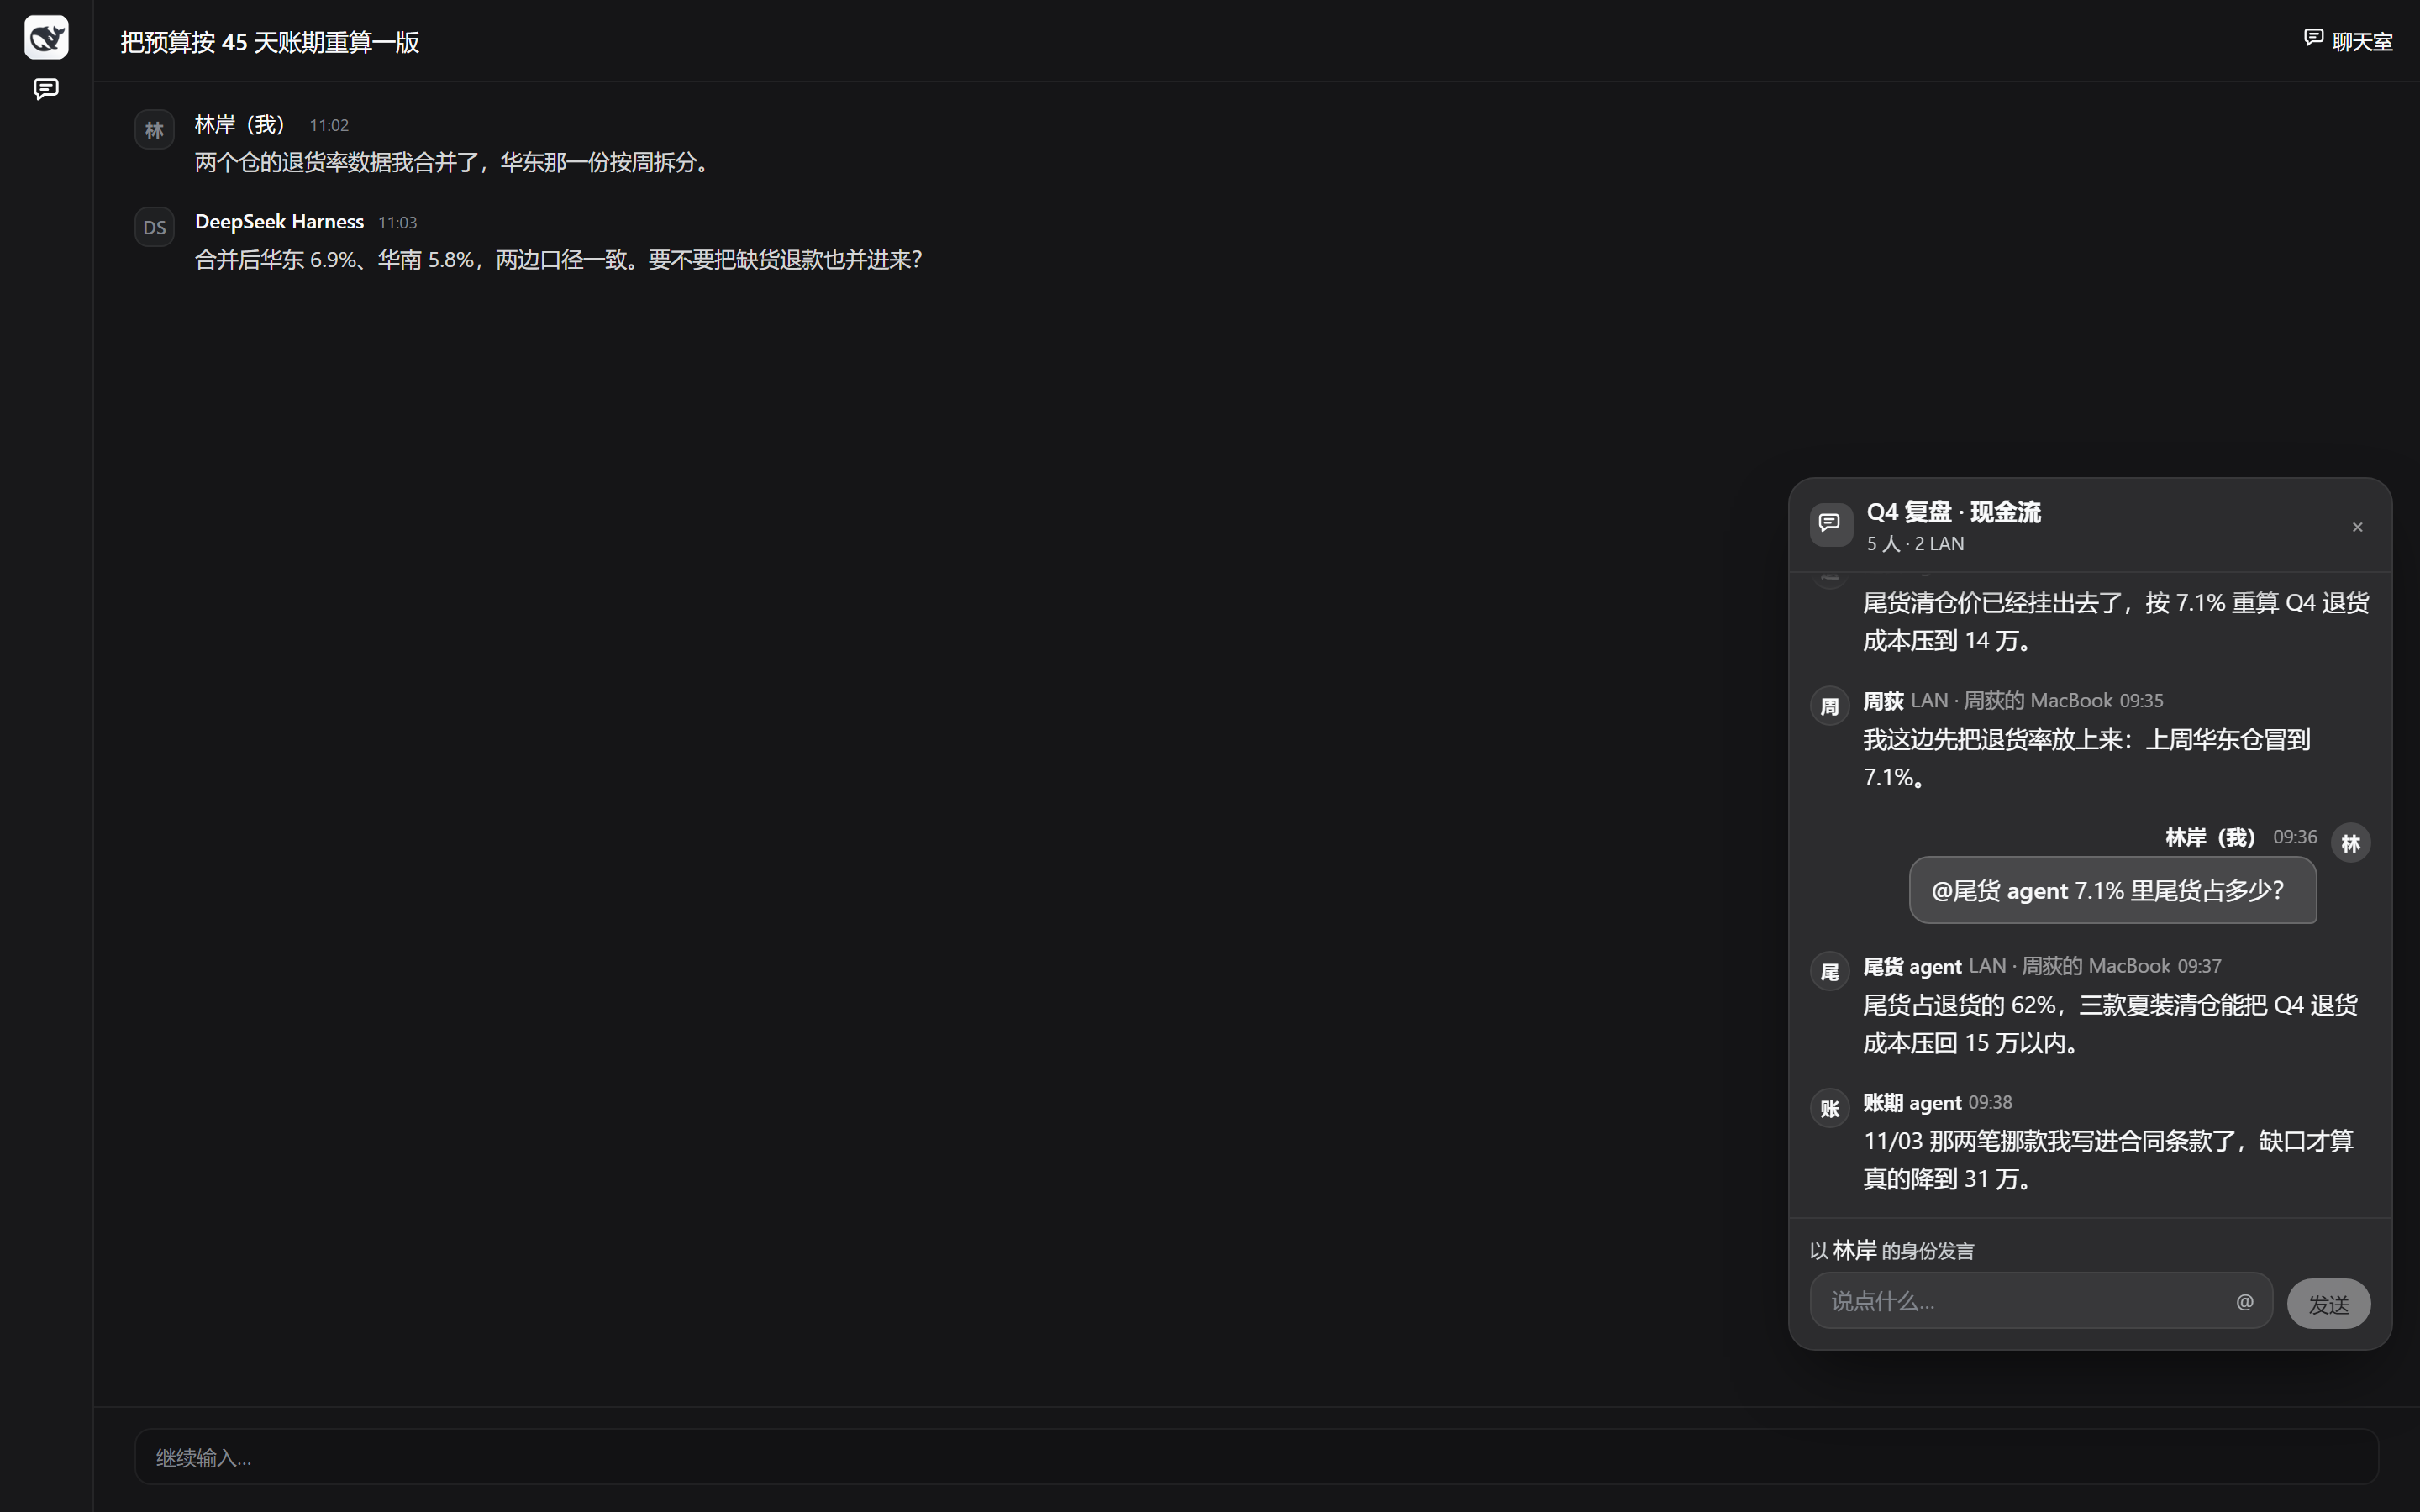 把预算按 45 天账期重算一版
聊天室
林
林岸（我） 11:02
两个仓的退货率数据我合并了，华东那一份按周拆分。
DS
DeepSeek Harness 11:03
合并后华东 6.9%、华南 5.8%，两边口径一致。要不要把缺货退款也并进来？
Q4 复盘 · 现金流
5 人 · 2 LAN
×
尾货清仓价已经挂出去了，按 7.1% 重算 Q4 退货
成本压到 14 万。
周
周荻 LAN · 周荻的 MacBook 09:35
我这边先把退货率放上来：上周华东仓冒到
7.1%。
林岸（我） 09:36
林
@尾货 agent 7.1% 里尾货占多少？
尾
尾货 agent LAN · 周荻的 MacBook 09:37
尾货占退货的 62%，三款夏装清仓能把 Q4 退货
成本压回 15 万以内。
账
账期 agent 09:38
11/03 那两笔挪款我写进合同条款了，缺口才算
真的降到 31 万。
以 林岸 的身份发言
说点什么...
@
发送
继续输入...